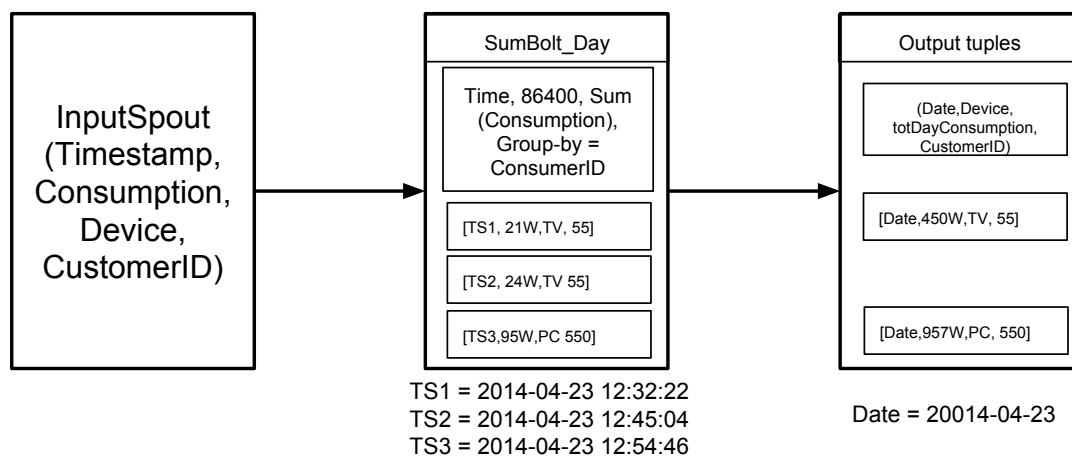 InputSpout
(Timestamp,
Consumption,
Device,
CustomerID)
SumBolt_Day
Time, 86400, Sum
(Consumption),
Group-by =
ConsumerID
[TS1, 21W,TV, 55]
[TS2, 24W,TV 55]
[TS3,95W,PC 550]
TS1 = 2014-04-23 12:32:22
TS2 = 2014-04-23 12:45:04
TS3 = 2014-04-23 12:54:46
Output tuples
(Date,Device,
totDayConsumption,
CustomerID)
[Date,450W,TV, 55]
[Date,957W,PC, 550]
Date = 20014-04-23